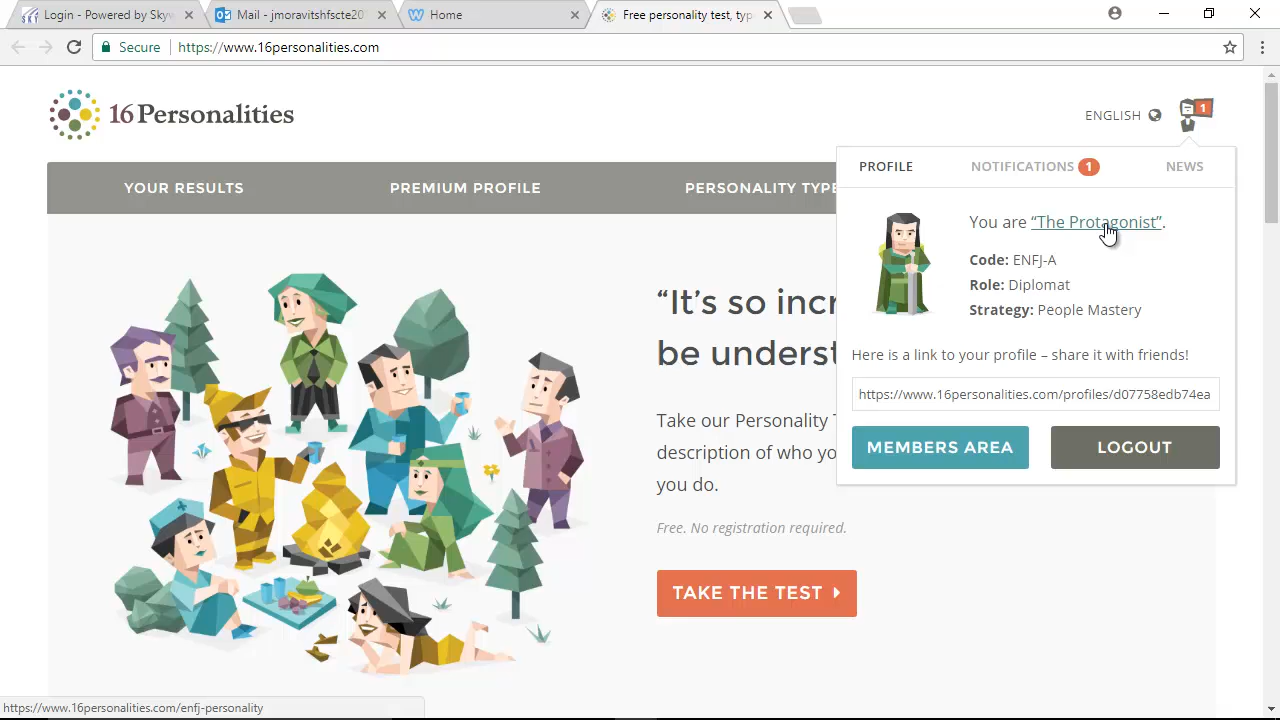 Login - Powered by Skyw
Mail - jmoravitshfscte20
Home
Free personality test, typ
Secure
https://www.16personalities.com
16Personalities
ENGLISH
1
YOUR RESULTS
PREMIUM PROFILE
PERSONALITY TYPE
PROFILE
NOTIFICATIONS 1
NEWS
You are “The Protagonist”.
Code: ENFJ-A
Role: Diplomat
Strategy: People Mastery
Here is a link to your profile – share it with friends!
https://www.16personalities.com/profiles/d07758edb74ea
MEMBERS AREA
LOGOUT
“It’s so incr
be underst
Take our Personality T
description of who yo
you do.
Free. No registration required.
TAKE THE TEST
https://www.16personalities.com/enfj-personality